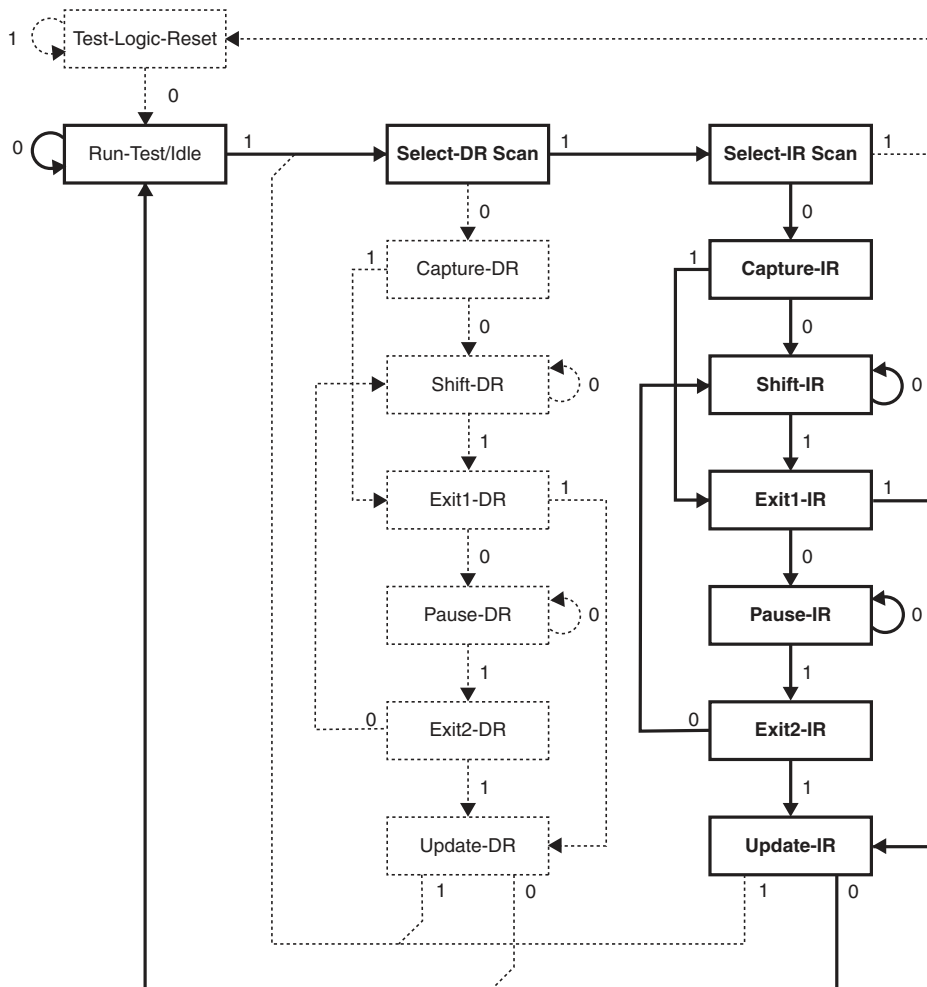 1 Test-Logic-Reset
0
0 Run-Test/Idle 1 Select-DR Scan 1 Select-IR Scan 1
0 0
1 Capture-DR 1 Capture-IR
0 0
Shift-DR 0 Shift-IR 0
1 1
Exit1-DR 1 Exit1-IR 1
0 0
Pause-DR 0 Pause-IR 0
1 1
0 Exit2-DR 0 Exit2-IR
1 1
Update-DR Update-IR
1 0 1 0